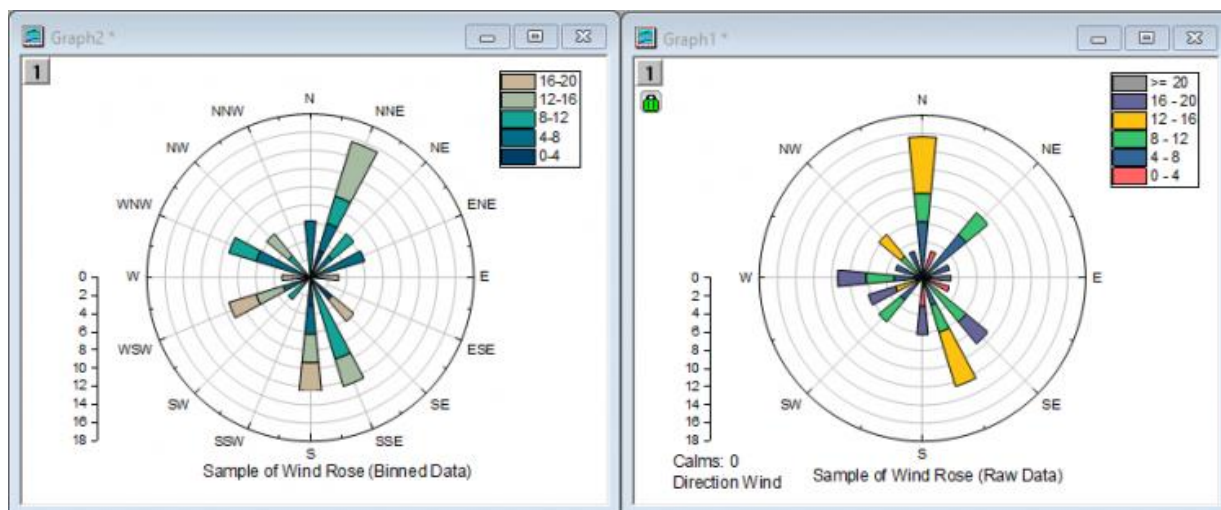 Graph2 *
1
16-20
12-16
8-12
4-8
0-4
N
NNE
NE
ENE
E
ESE
SE
SSE
S
SSW
SW
WSW
W
WNW
NW
NNW
0
2
4
6
8
10
12
14
16
18
Sample of Wind Rose (Binned Data)
Graph1 *
1
>= 20
16 - 20
12 - 16
8 - 12
4 - 8
0 - 4
N
NE
E
SE
S
SW
W
NW
0
2
4
6
8
10
12
14
16
18
Calms: 0
Direction Wind
Sample of Wind Rose (Raw Data)